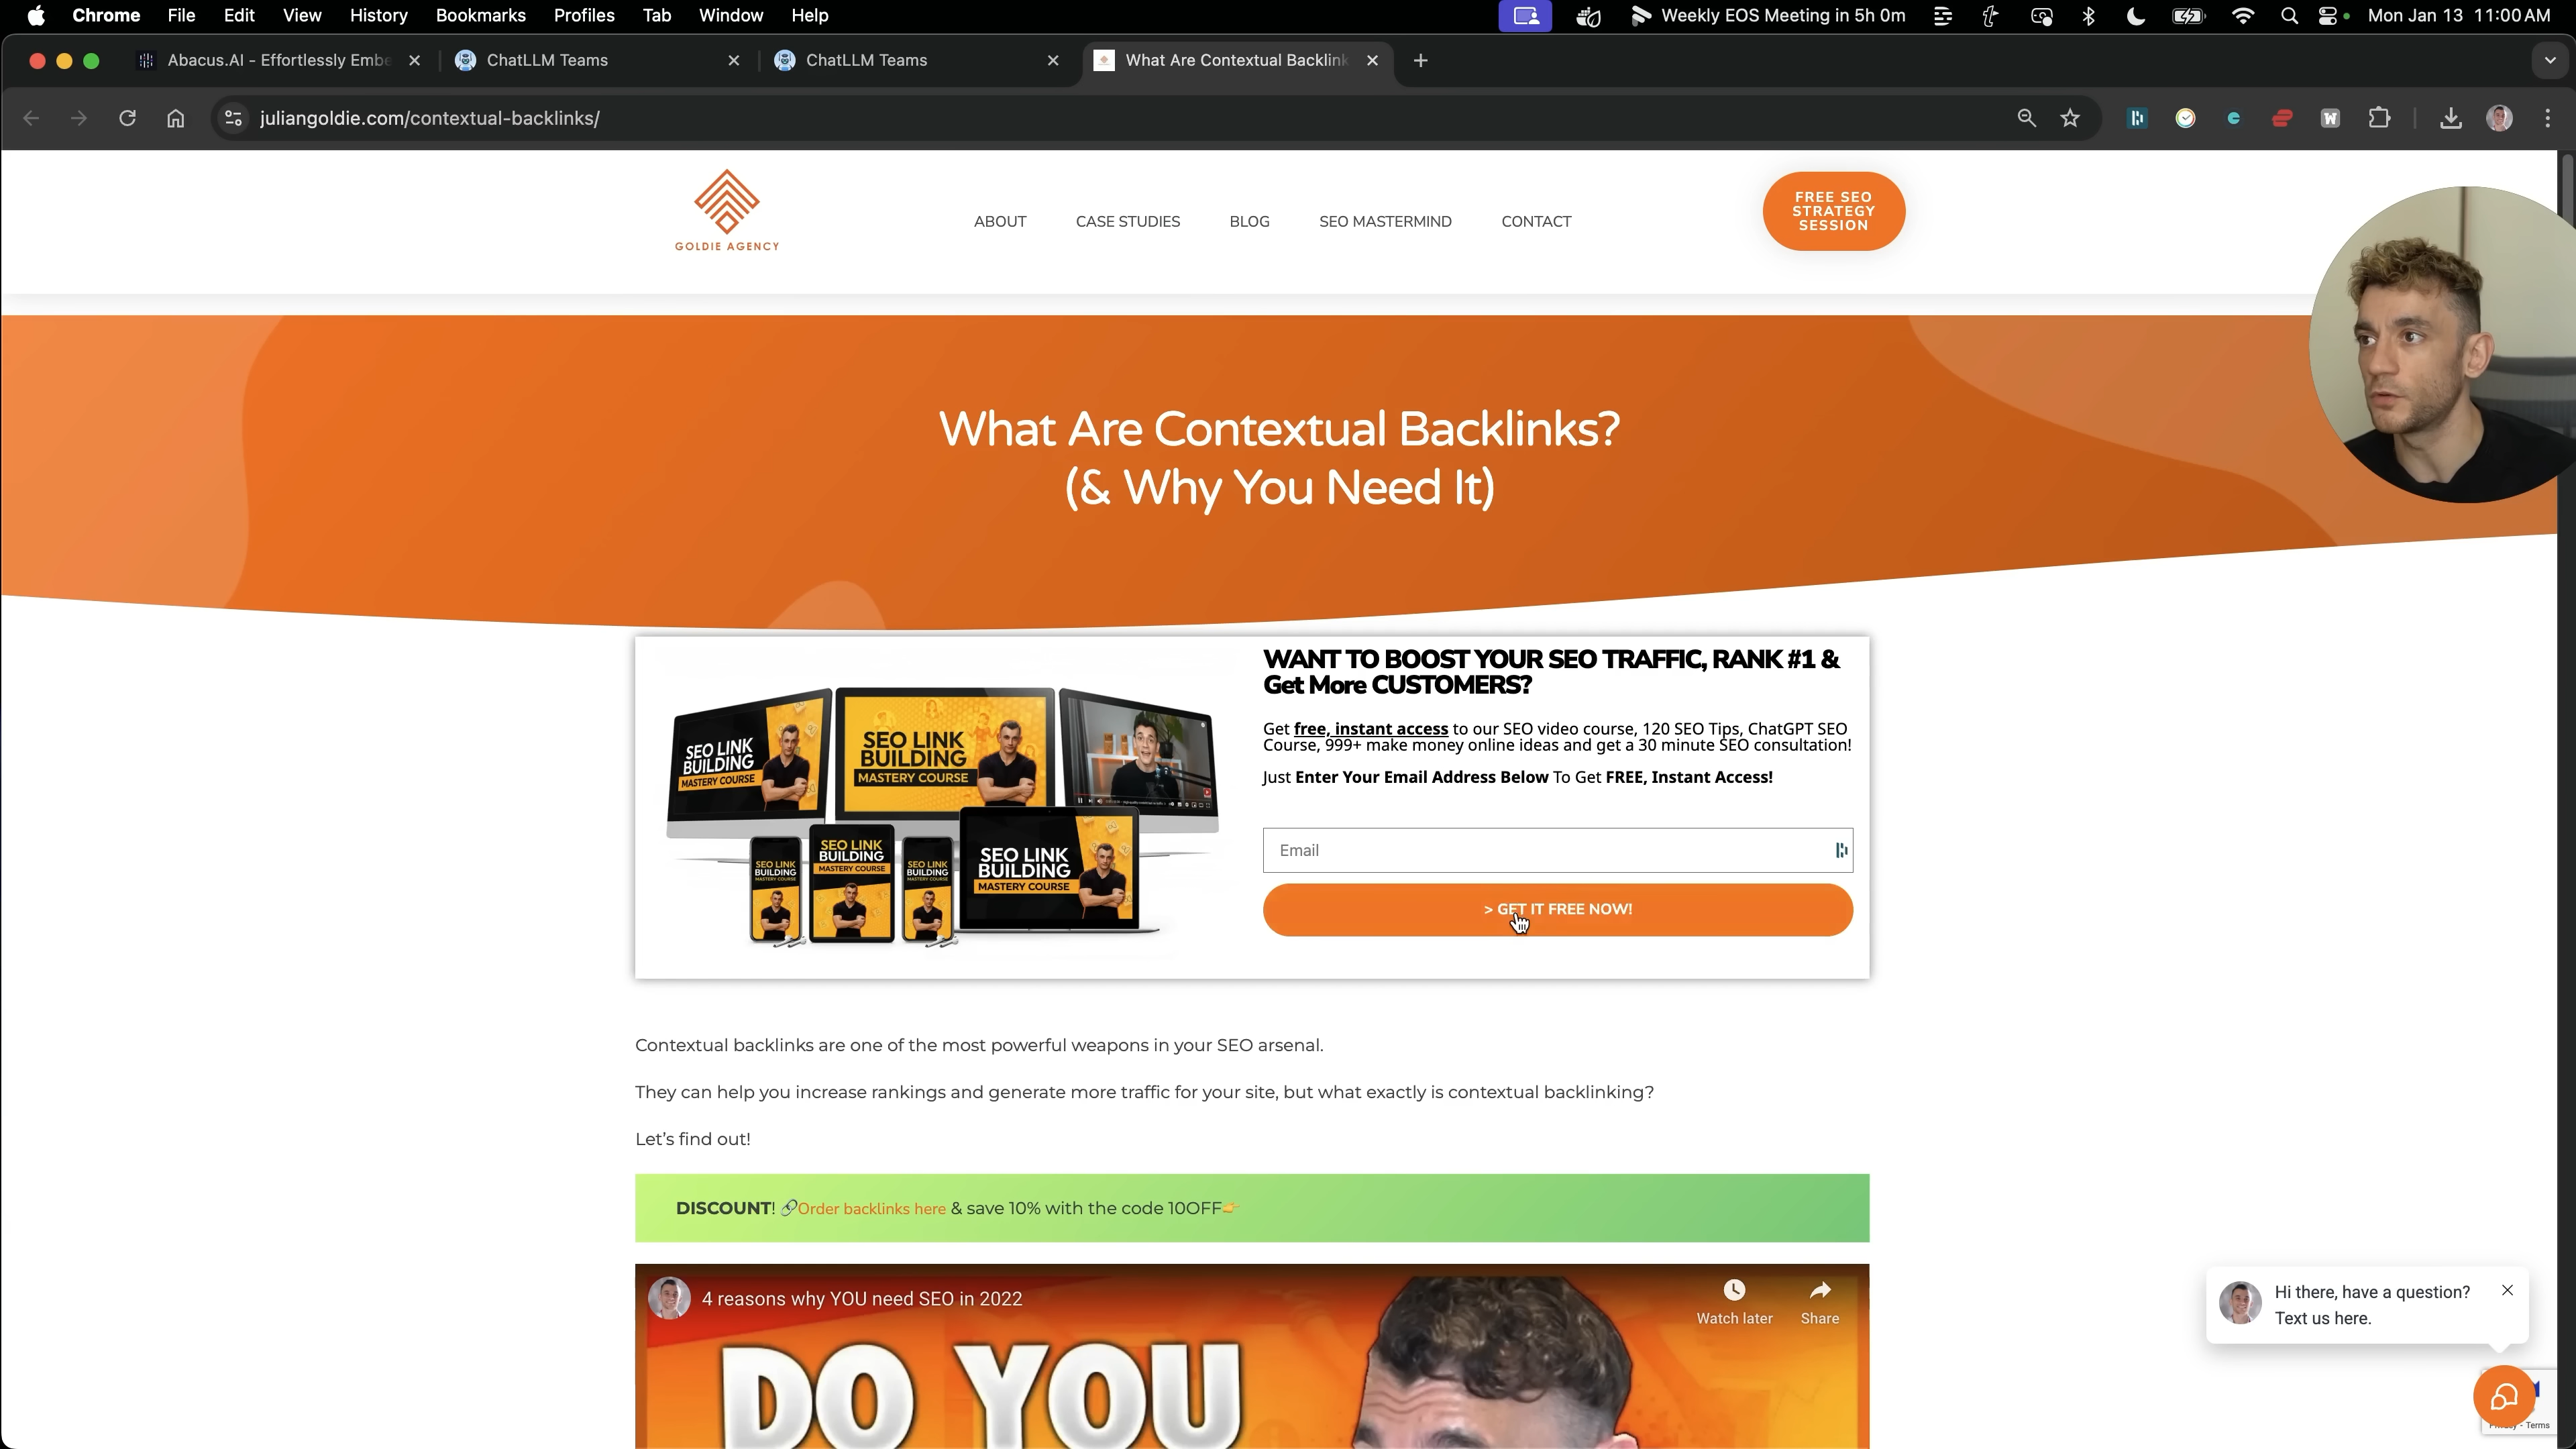 Chrome File Edit View History Bookmarks Profiles Tab Window Help
Weekly EOS Meeting in 5h 0m
Mon Jan 13 11:00 AM
Abacus.AI - Effortlessly Embe
ChatLLM Teams
ChatLLM Teams
What Are Contextual Backlink
juliangoldie.com/contextual-backlinks/
GOLDIE AGENCY
ABOUT
CASE STUDIES
BLOG
SEO MASTERMIND
CONTACT
FREE SEO
STRATEGY
SESSION
What Are Contextual Backlinks?
(& Why You Need It)
SEO LINK
BUILDING
MASTERY COURSE
SEO LINK
BUILDING
MASTERY COURSE
SEO LINK
BUILDING
MASTERY COURSE
SEO LINK
BUILDING
MASTERY COURSE
SEO LINK
BUILDING
MASTERY COURSE
SEO LINK
BUILDING
MASTERY COURSE
WANT TO BOOST YOUR SEO TRAFFIC, RANK #1 &
Get More CUSTOMERS?
Get free, instant access to our SEO video course, 120 SEO Tips, ChatGPT SEO
Course, 999+ make money online ideas and get a 30 minute SEO consultation!
Just Enter Your Email Address Below To Get FREE, Instant Access!
Email
> GET IT FREE NOW!
Contextual backlinks are one of the most powerful weapons in your SEO arsenal.
They can help you increase rankings and generate more traffic for your site, but what exactly is contextual backlinking?
Let's find out!
DISCOUNT! 🔗Order backlinks here & save 10% with the code 10OFF👉
4 reasons why YOU need SEO in 2022
Watch later
Share
DO YOU
Hi there, have a question?
Text us here.
- Terms